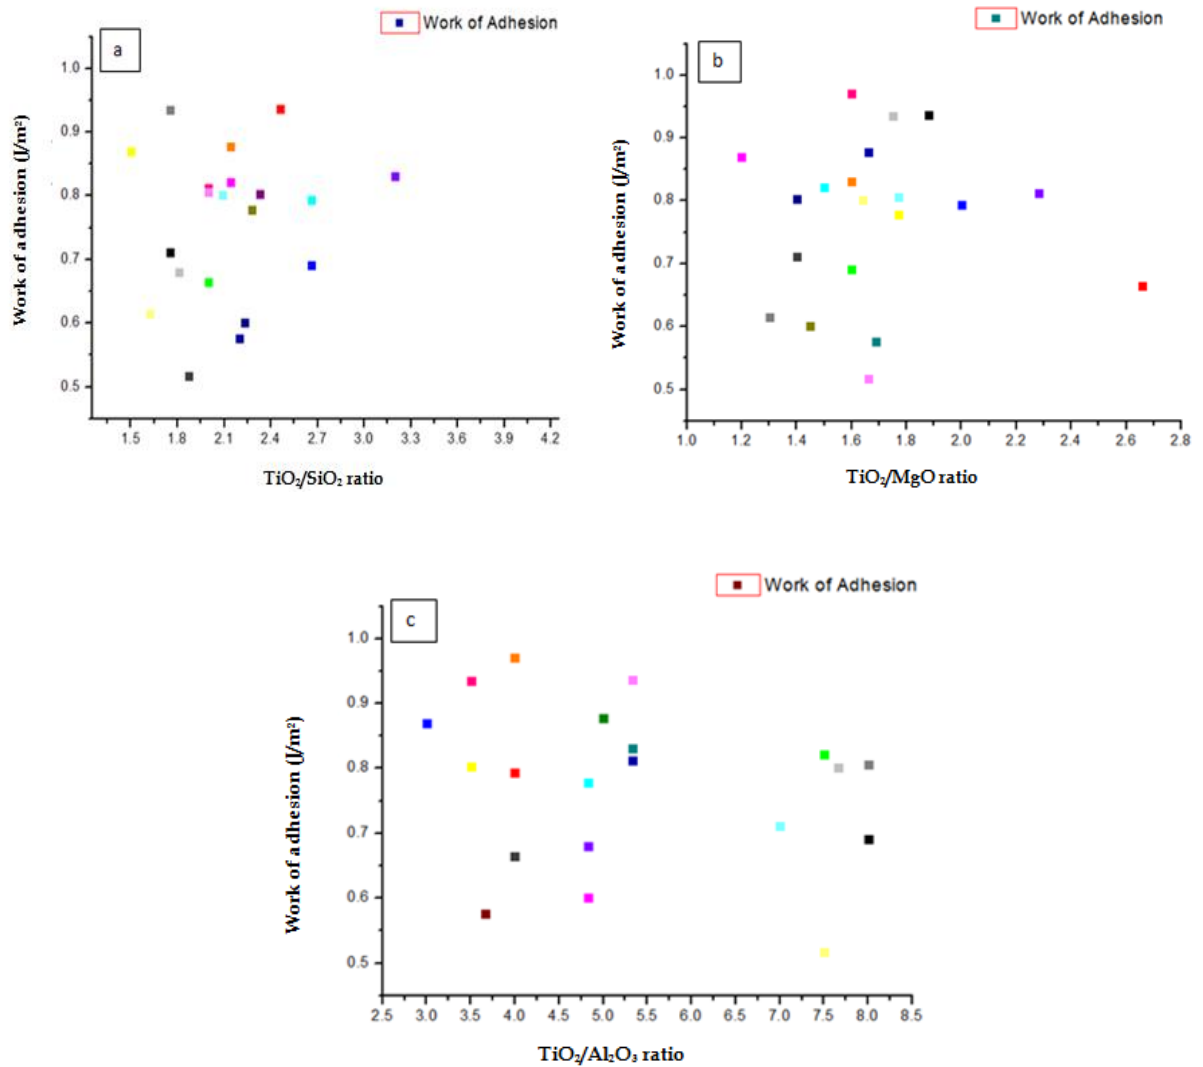 Work of Adhesion
a
Work of adhesion (J/m²)
1.0
0.9
0.8
0.7
0.6
0.5
1.5 1.8 2.1 2.4 2.7 3.0 3.3 3.6 3.9 4.2
TiO₂/SiO₂ ratio
Work of Adhesion
b
Work of adhesion (J/m²)
1.0
0.9
0.8
0.7
0.6
0.5
1.0 1.2 1.4 1.6 1.8 2.0 2.2 2.4 2.6 2.8
TiO₂/MgO ratio
Work of Adhesion
c
Work of adhesion (J/m²)
1.0
0.9
0.8
0.7
0.6
0.5
2.5 3.0 3.5 4.0 4.5 5.0 5.5 6.0 6.5 7.0 7.5 8.0 8.5
TiO₂/Al₂O₃ ratio